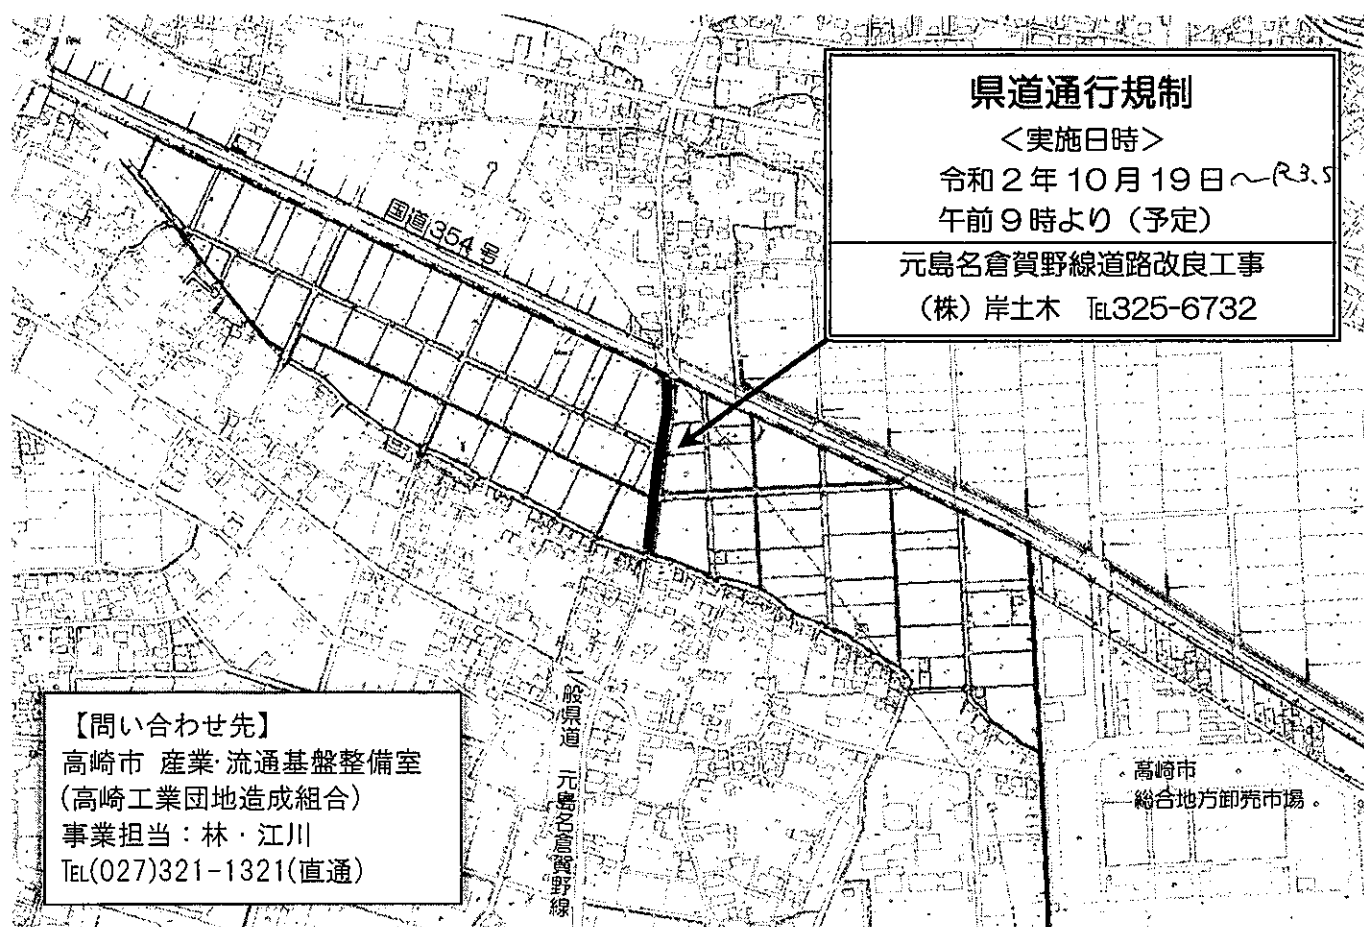 県道通行規制
<実施日時>
令和2年10月19日～R3.5
午前9時より（予定）
元島名倉賀野線道路改良工事
（株）岸土木 ℡325-6732
国道354号
一般県道 元島名倉賀野線
高崎市
総合地方卸売市場
【問い合わせ先】
高崎市 産業・流通基盤整備室
(高崎工業団地造成組合)
事業担当：林・江川
℡(027)321-1321(直通)